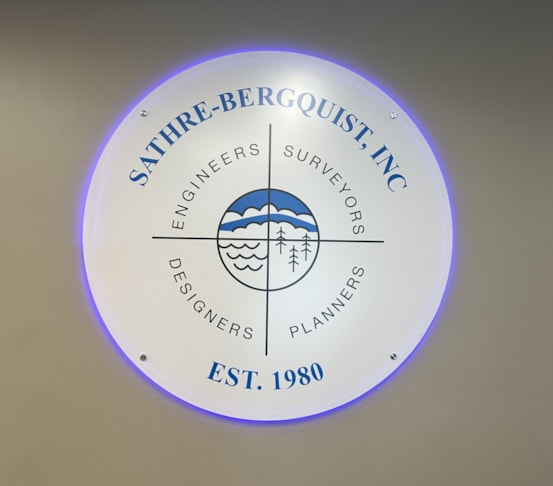 SATHRE-BERGQUIST, INC
ENGINEERS
SURVEYORS
DESIGNERS
PLANNERS
EST. 1980